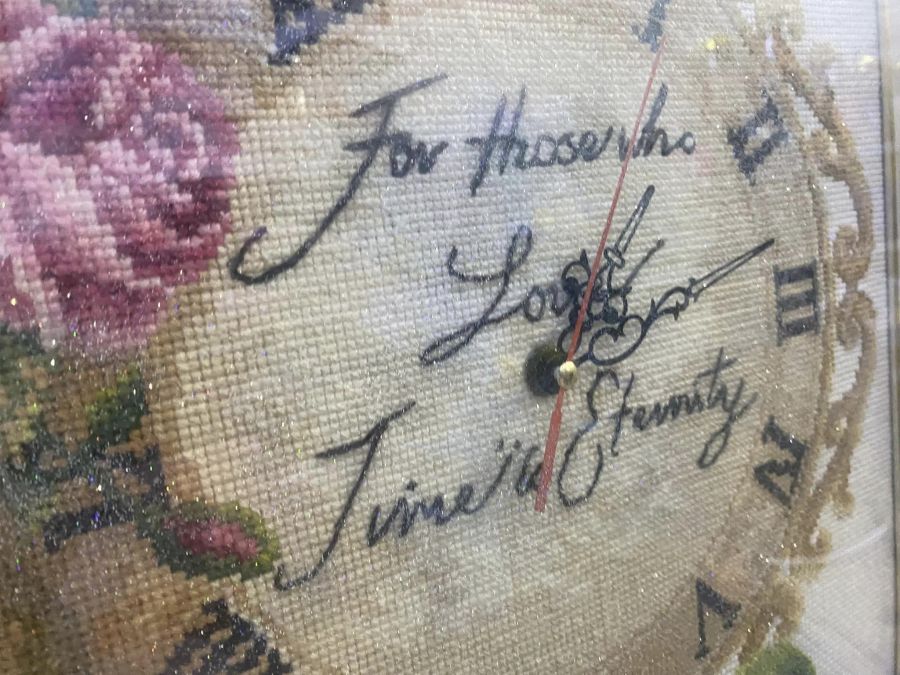 I
For those who
II
Love
III
Time is Eternity
IV
V